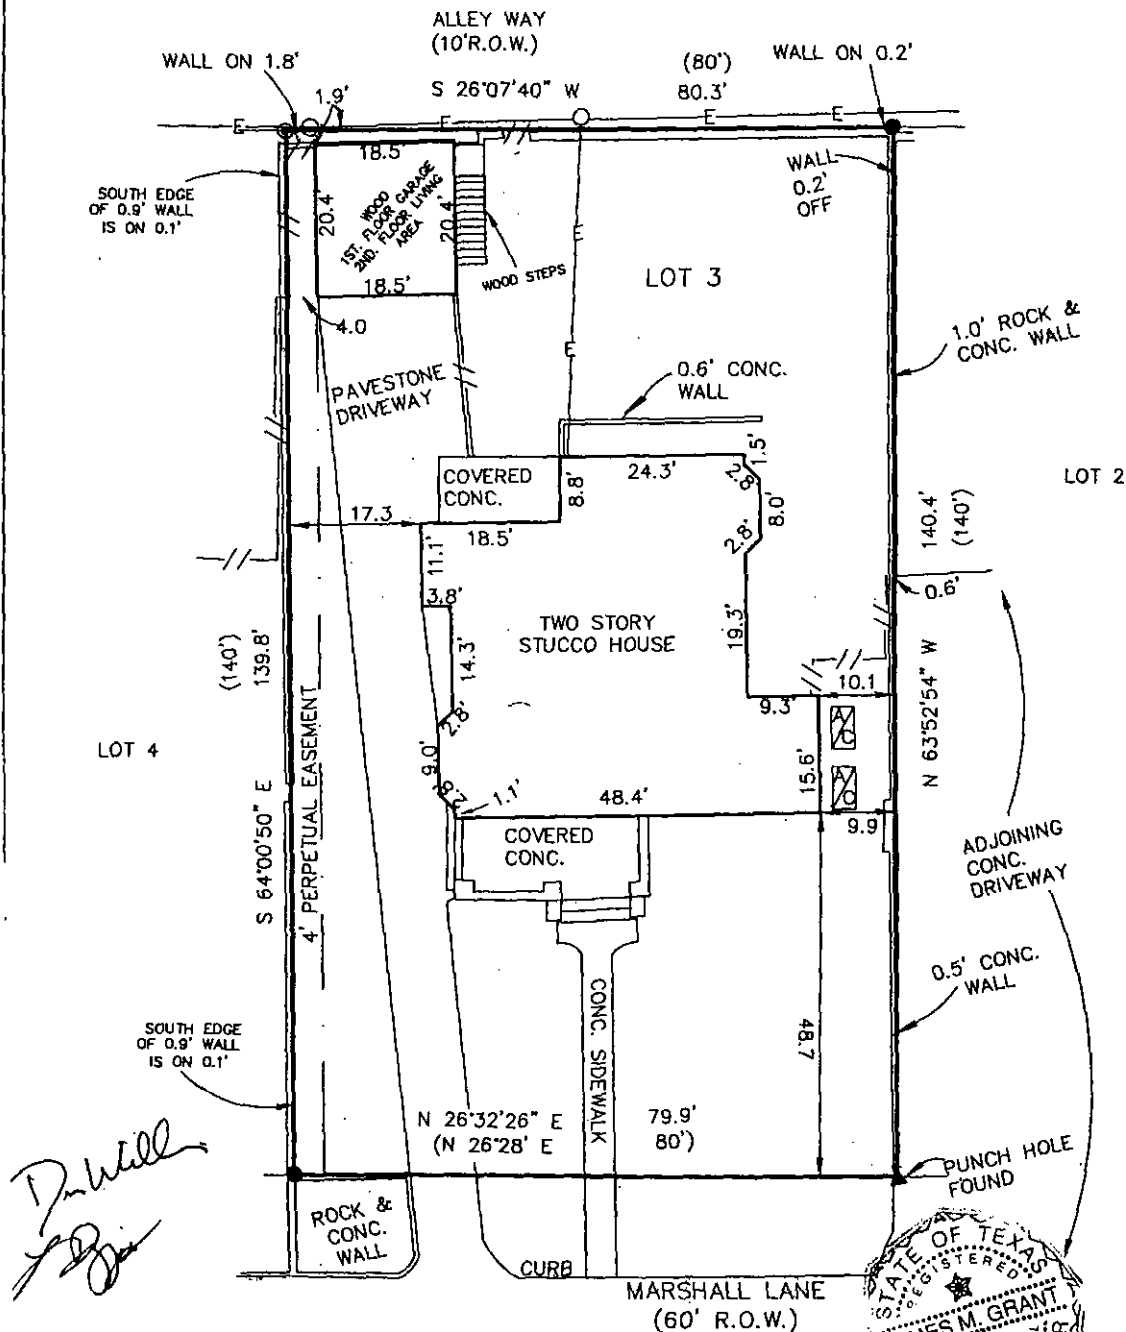 ALLEY WAY
(10'R.O.W.)
WALL ON 1.8'
S 26°07'40" W
(80')
80.3'
WALL ON 0.2'
1.9'
E
E
E
E
18.5'
SOUTH EDGE
OF 0.9' WALL
IS ON 0.1'
20.4'
WOOD
1ST. FLOOR GARAGE
2ND. FLOOR LIVING
AREA
20.4'
WALL
0.2'
OFF
E
18.5'
WOOD STEPS
LOT 3
4.0
E
1.0' ROCK &
CONC. WALL
PAVESTONE
DRIVEWAY
0.6' CONC.
WALL
COVERED
CONC.
8.8'
24.3'
1.5'
2.8
8.0'
2.8'
LOT 2
17.3
18.5'
11.1'
140.4'
(140')
3.8'
0.6'
TWO STORY
STUCCO HOUSE
19.3'
14.3'
(140')
139.8'
10.1
9.3'
A/C
2.8'
LOT 4
9.0'
N 63°52'54" W
15.6'
A/C
2.8'
1.1'
48.4'
9.9
S 64°00'50" E
4' PERPETUAL EASEMENT
COVERED
CONC.
ADJOINING
CONC.
DRIVEWAY
0.5' CONC.
WALL
CONC. SIDEWALK
48.7
SOUTH EDGE
OF 0.9' WALL
IS ON 0.1'
N 26°32'26" E
(N 26°28' E
79.9'
80')
PUNCH HOLE
FOUND
ROCK &
CONC.
WALL
CURB
MARSHALL LANE
(60' R.O.W.)
STATE OF TEXAS
REGISTERED
M. GRANT